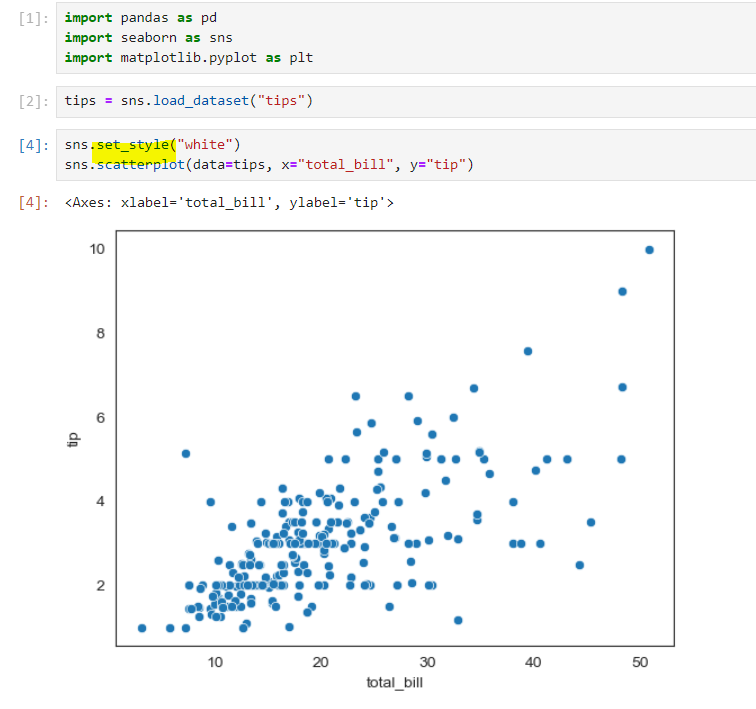 [1]: import pandas as pd
import seaborn as sns
import matplotlib.pyplot as plt
[2]: tips = sns.load_dataset("tips")
[4]: sns.set_style("white")
sns.scatterplot(data=tips, x="total_bill", y="tip")
[4]: <Axes: xlabel='total_bill', ylabel='tip'>
10
8
6
4
2
tip
10 20 30 40 50
total_bill